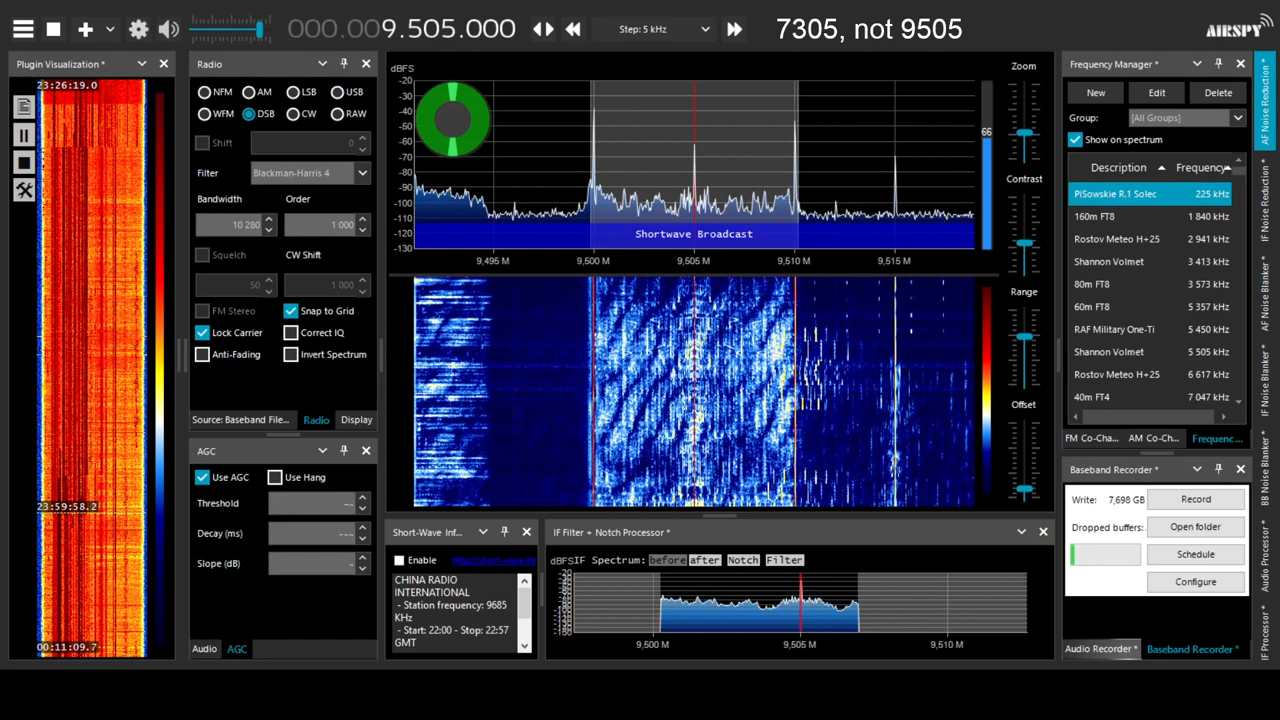 000.009.505.000
Step: 5 kHz
7305, not 9505
AIRSPY
Plugin Visualization *
23:26:19.0
23:59:58.2
00:11:09.7
Radio
NFM AM LSB USB
WFM DSB CW RAW
Shift 0
Filter Blackman-Harris 4
Bandwidth Order
10 280 1 000
Squelch CW Shift
50 1 000
FM Stereo Snap to Grid
Lock Carrier Correct IQ
Anti-Fading Invert Spectrum
Source: Baseband File... Radio Display
AGC
Use AGC Use Hang
Threshold ---
Decay (ms) ---
Slope (dB) -
Audio AGC
dBFS
-20
-30
-40
-50
-60
-70
-80
-90
-100
-110
-120
-130
66
Shortwave Broadcast
9,495 M 9,500 M 9,505 M 9,510 M 9,515 M
Zoom
Contrast
Range
Offset
Short-Wave Inf...
Enable
CHINA RADIO
INTERNATIONAL
- Station frequency: 9685
KHz
- Start: 22:00 - Stop: 22:57
GMT
IF Filter + Notch Processor *
dBFS IF Spectrum: before after Notch Filter
9,500 M 9,505 M 9,510 M
Frequency Manager *
New Edit Delete
Group: [All Groups]
Show on spectrum
Description Frequency
PiSowskie R.1 Solec 225 kHz
160m FT8 1 840 kHz
Rostov Meteo H+25 2 941 kHz
Shannon Volmet 3 413 kHz
80m FT8 3 573 kHz
60m FT8 5 357 kHz
RAF Military One-Ti 5 450 kHz
Shannon Volmet 5 505 kHz
Rostov Meteo H+25 6 617 kHz
40m FT4 7 047 kHz
FM Co-Cha... AM Co-Ch... Frequenc...
Baseband Recorder *
Write: 7,698 GB Record
Dropped buffers: Open folder
Schedule
Configure
Audio Recorder * Baseband Recorder *
AF Noise Reduction *
IF Noise Reduction *
IF Noise Blanker *
BB Noise Blanker *
Audio Processor *
IF Processor *